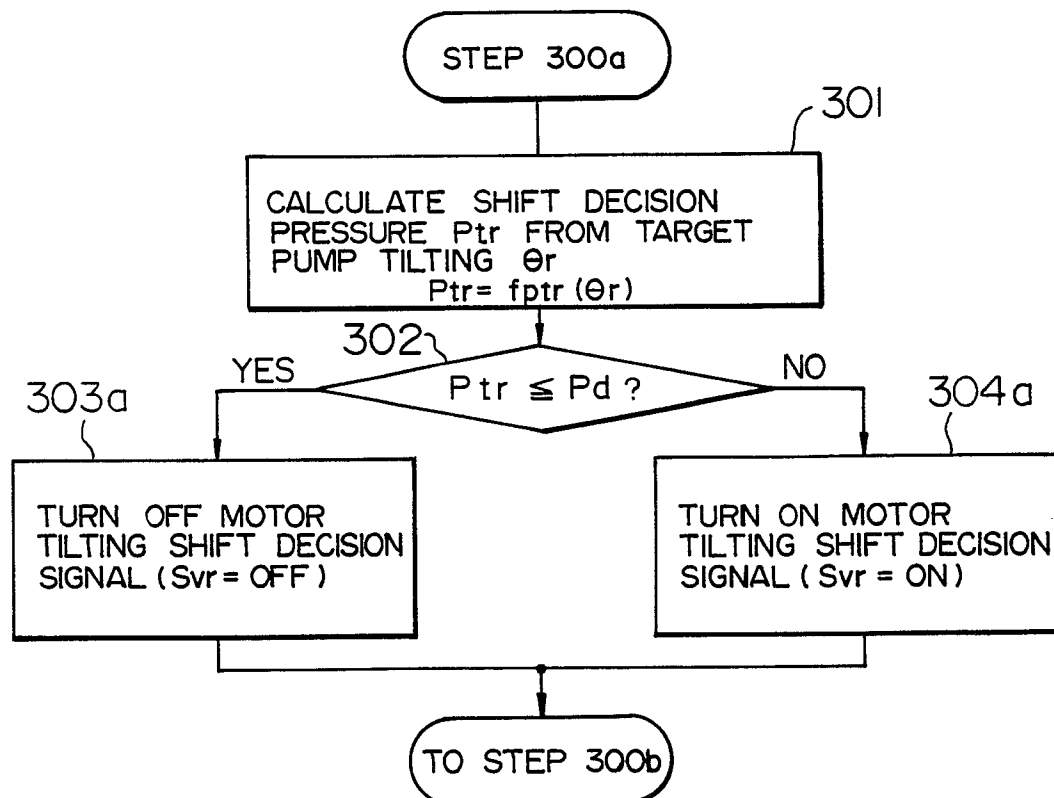 STEP 300a
301
CALCULATE SHIFT DECISION
PRESSURE Ptr FROM TARGET
PUMP TILTING θr
Ptr= fptr (θr)
302
YES
Ptr ≦ Pd ?
NO
303a
304a
TURN OFF MOTOR
TILTING SHIFT DECISION
SIGNAL ( Svr = OFF )
TURN ON MOTOR
TILTING SHIFT DECISION
SIGNAL ( Svr = ON )
TO STEP 300b